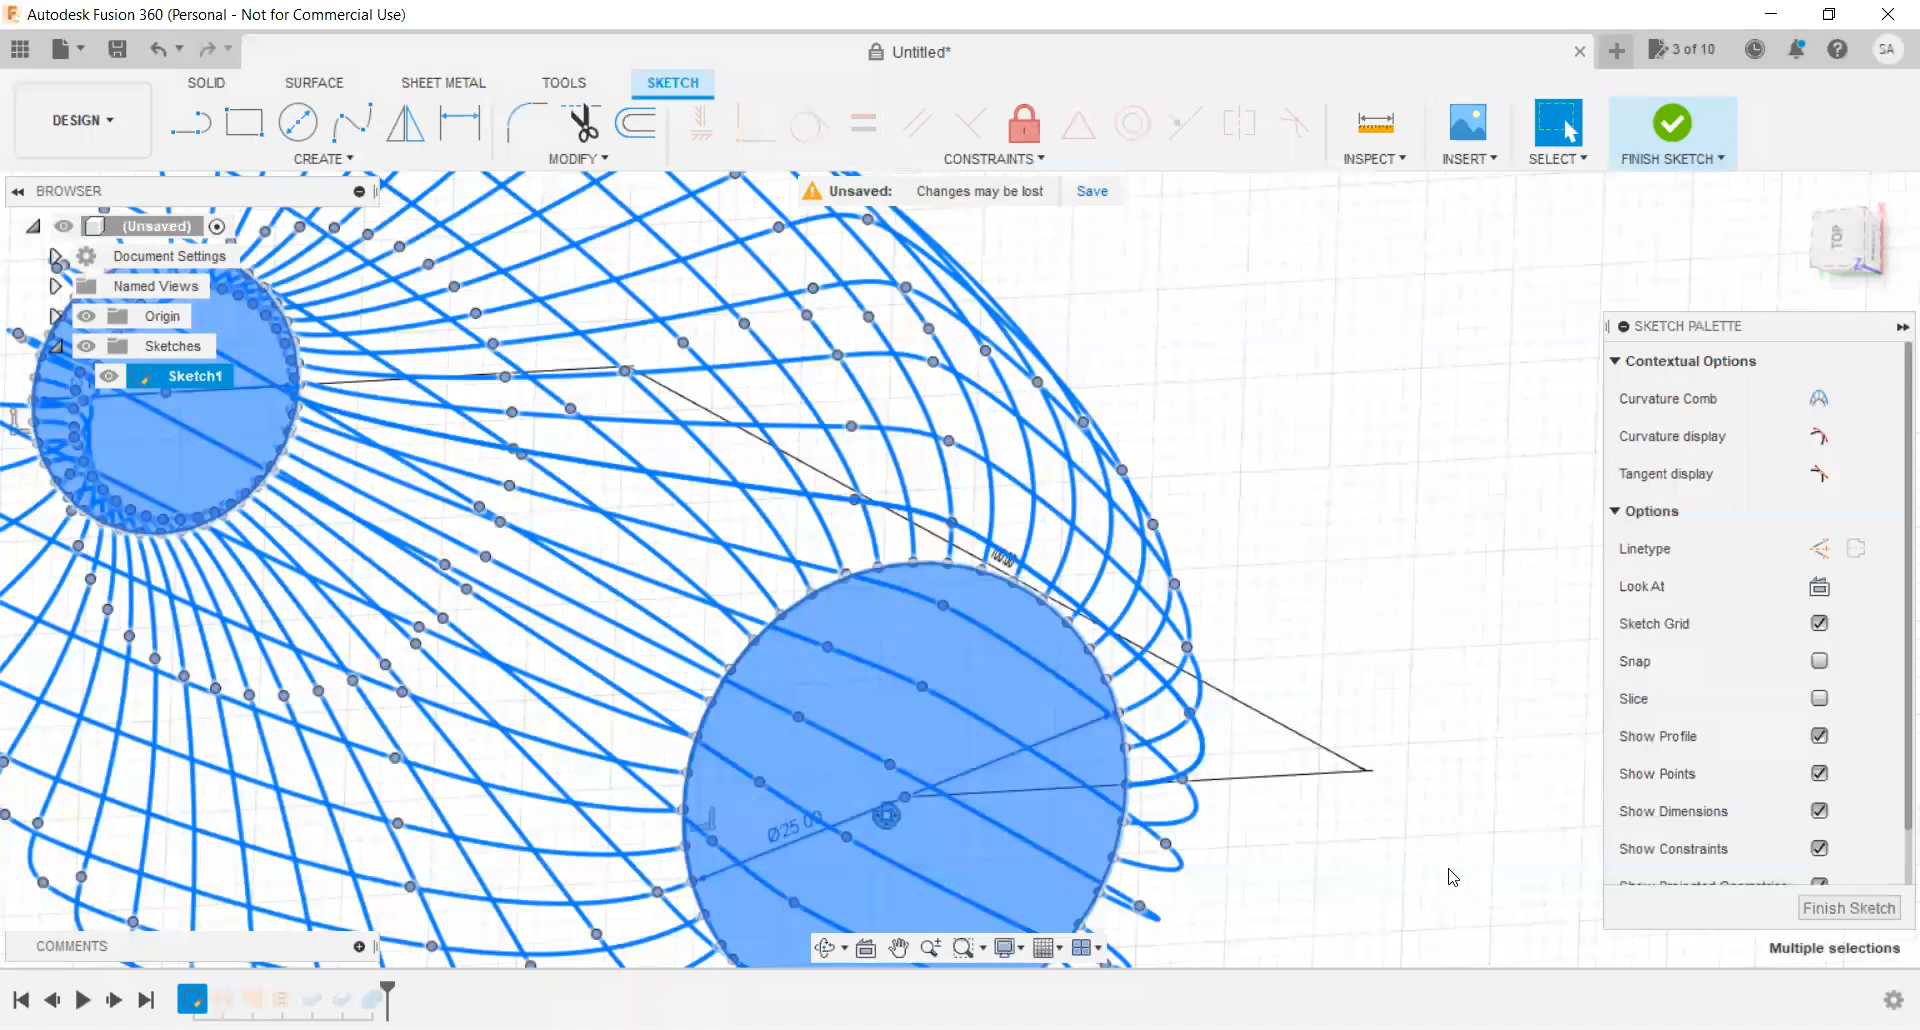 Autodesk Fusion 360 (Personal - Not for Commercial Use)
Untitled*
3 of 10
SA
SOLID
SURFACE
SHEET METAL
TOOLS
SKETCH
DESIGN
CREATE
MODIFY
CONSTRAINTS
INSPECT
INSERT
SELECT
FINISH SKETCH
BROWSER
Unsaved: Changes may be lost
Save
(Unsaved)
Document Settings
Named Views
Origin
Sketches
Sketch1
TOP
Z
SKETCH PALETTE
Contextual Options
Curvature Comb
Curvature display
Tangent display
Options
Linetype
Look At
Sketch Grid
Snap
Slice
Show Profile
Show Points
Show Dimensions
Show Constraints
Show Projected Geometries
Finish Sketch
Ø25.00
COMMENTS
Multiple selections